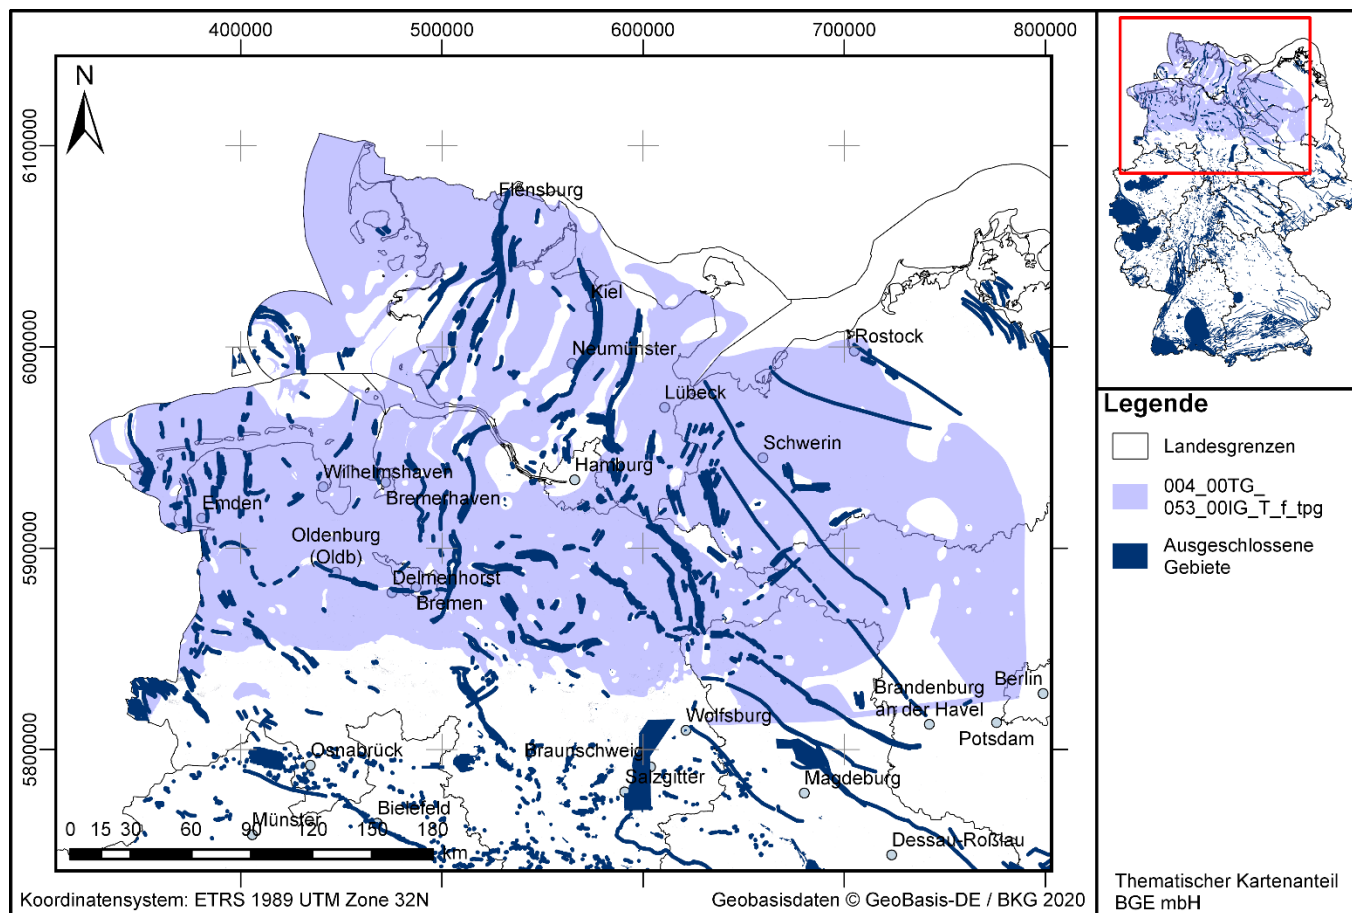 400000
500000
600000
700000
800000
N
6100000
6000000
5900000
5800000
Flensburg
Kiel
Neumünster
Rostock
Lübeck
Schwerin
Hamburg
Wilhelmshaven
Bremerhaven
Emden
Oldenburg
(Oldb)
Delmenhorst
Bremen
Berlin
Brandenburg
an der Havel
Potsdam
Wolfsburg
Braunschweig
Osnabrück
Salzgitter
Magdeburg
Münster
Bielefeld
Dessau-Roßlau
0 15 30 60 90 120 150 180
km
Koordinatensystem: ETRS 1989 UTM Zone 32N
Geobasisdaten © GeoBasis-DE / BKG 2020
Legende
Landesgrenzen
004_00TG_
053_00IG_T_f_tpg
Ausgeschlossene
Gebiete
Thematischer Kartenanteil
BGE mbH